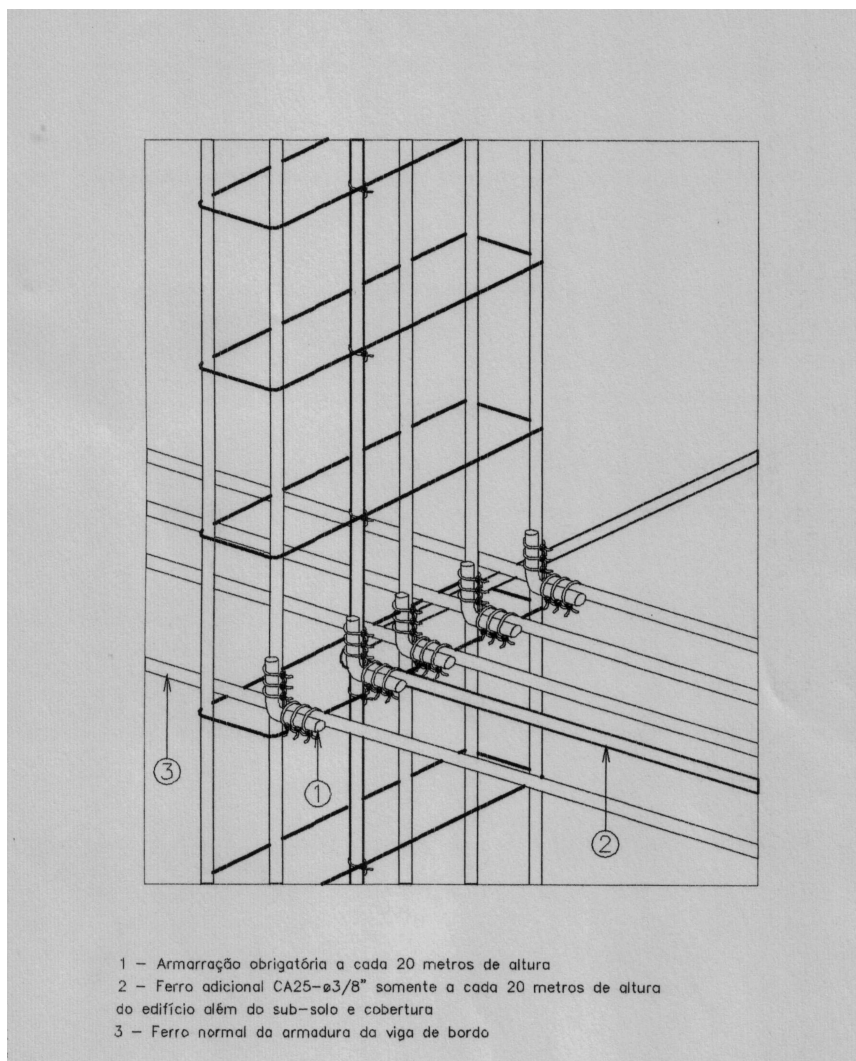 3
1
2
1 – Armarração obrigatória a cada 20 metros de altura
2 – Ferro adicional CA25-ø3/8" somente a cada 20 metros de altura
do edifício além do sub-solo e cobertura
3 – Ferro normal da armadura da viga de bordo